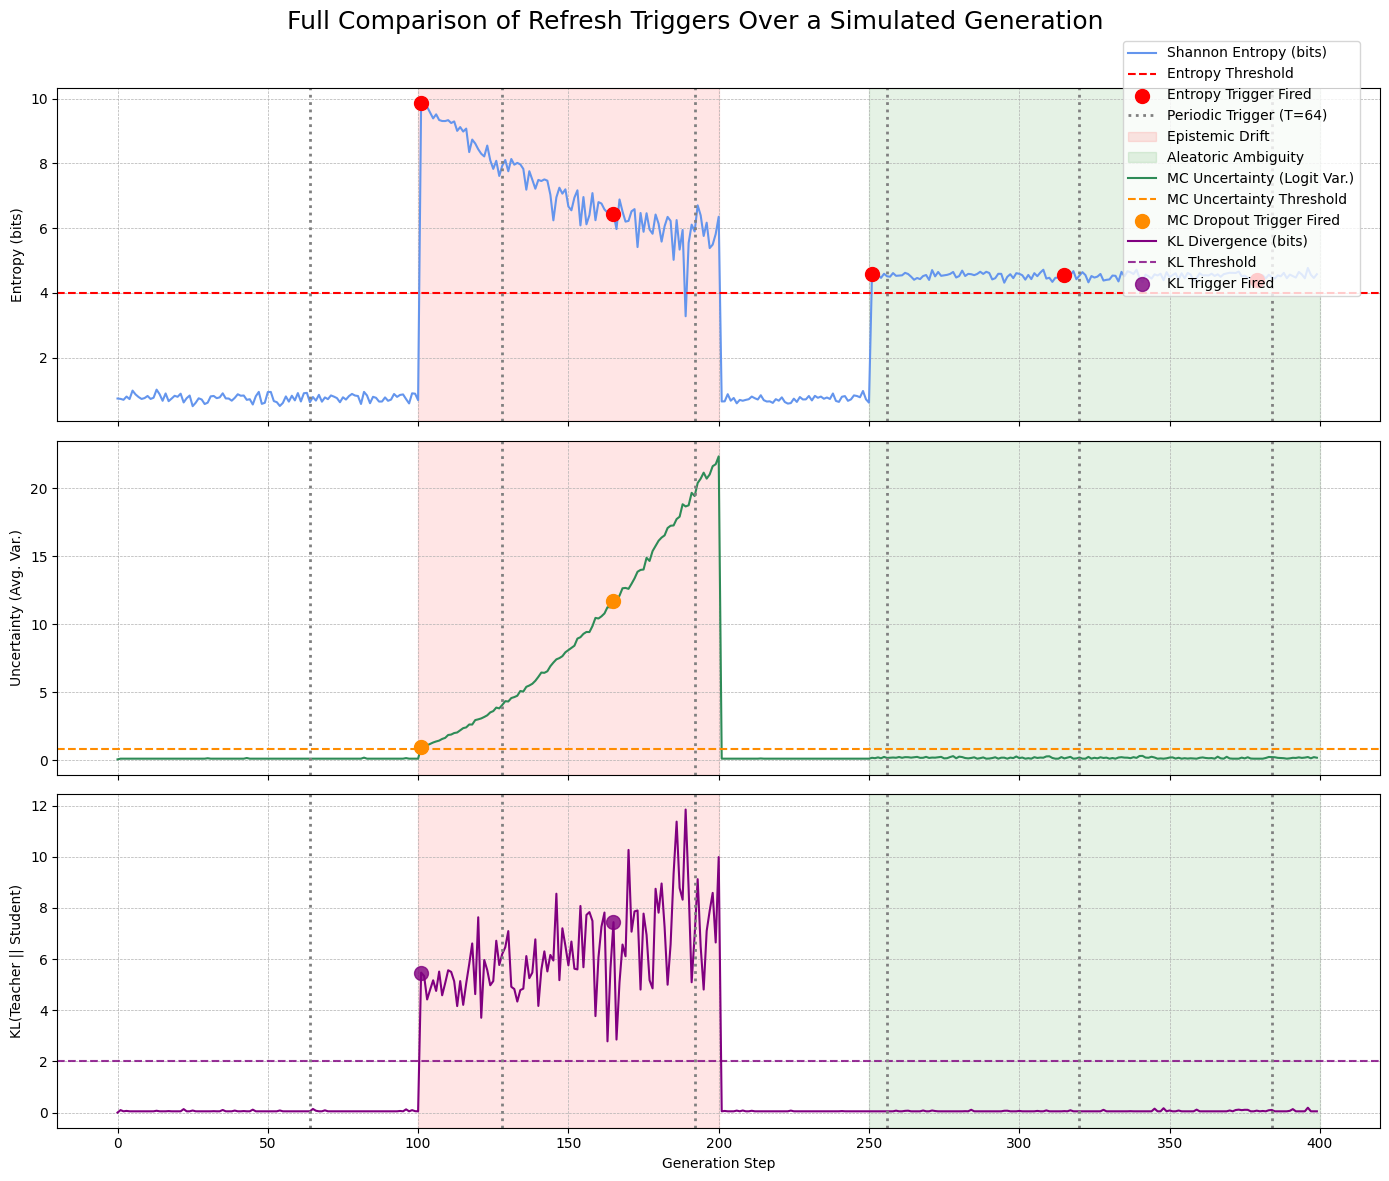 Full Comparison of Refresh Triggers Over a Simulated Generation
Shannon Entropy (bits)
Entropy Threshold
Entropy Trigger Fired
Periodic Trigger (T=64)
Epistemic Drift
Aleatoric Ambiguity
MC Uncertainty (Logit Var.)
MC Uncertainty Threshold
MC Dropout Trigger Fired
KL Divergence (bits)
KL Threshold
KL Trigger Fired
Entropy (bits)
10
8
6
4
2
Uncertainty (Avg. Var.)
20
15
10
5
0
KL(Teacher || Student)
12
10
8
6
4
2
0
0 50 100 150 200 250 300 350 400
Generation Step